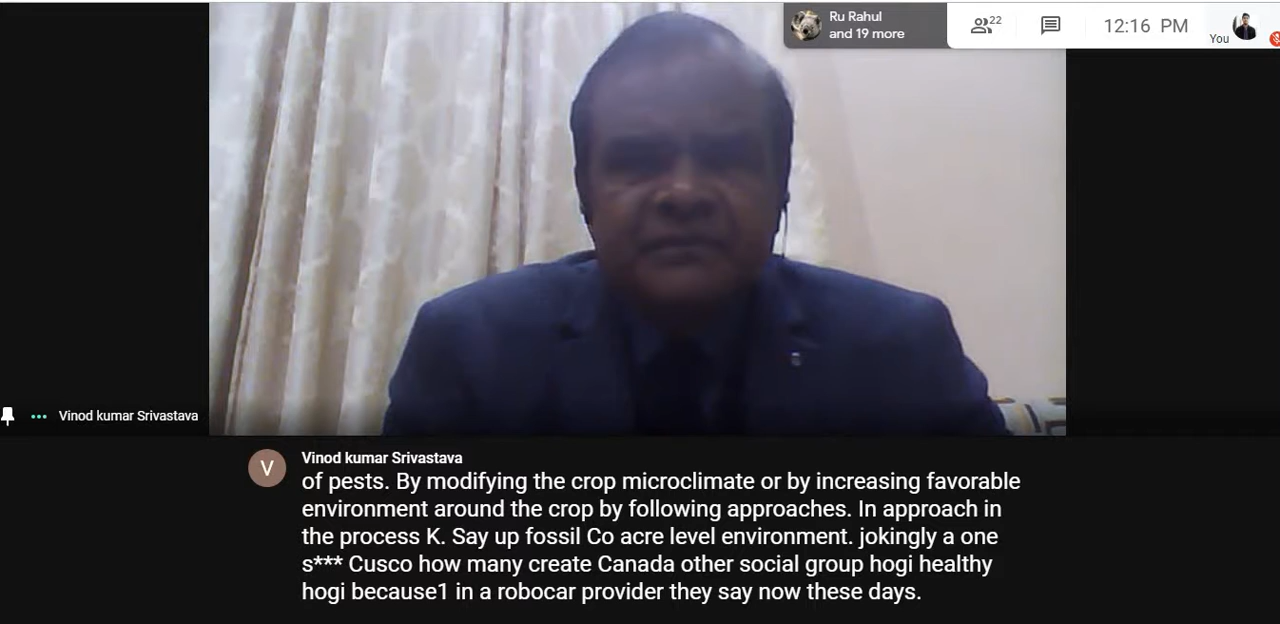 Ru Rahul
and 19 more
22
12:16 PM
You
Vinod kumar Srivastava
Vinod kumar Srivastava
V
of pests. By modifying the crop microclimate or by increasing favorable
environment around the crop by following approaches. In approach in
the process K. Say up fossil Co acre level environment. jokingly a one
s*** Cusco how many create Canada other social group hogi healthy
hogi because1 in a robocar provider they say now these days.